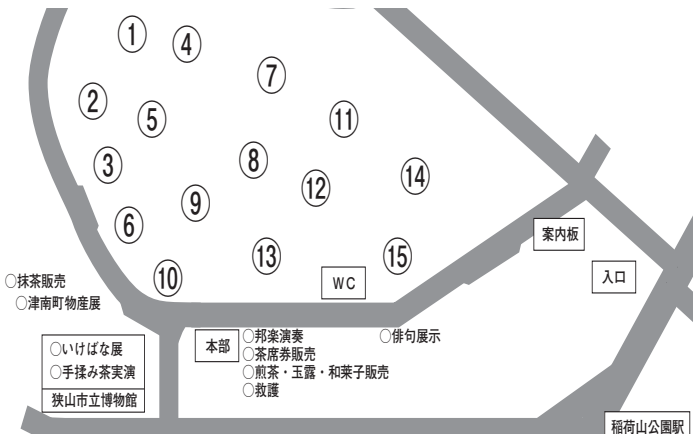 ①
④
⑦
②
⑤
⑪
③
⑧
⑫
⑭
⑨
⑥
⑬
⑮
⑩
案内板
入口
WC
○抹茶販売
○津南町物産展
○いけばな展
○手揉み茶実演
狭山市立博物館
本部
○邦楽演奏
○茶席券販売
○煎茶・玉露・和菓子販売
○救護
○俳句展示
稲荷山公園駅